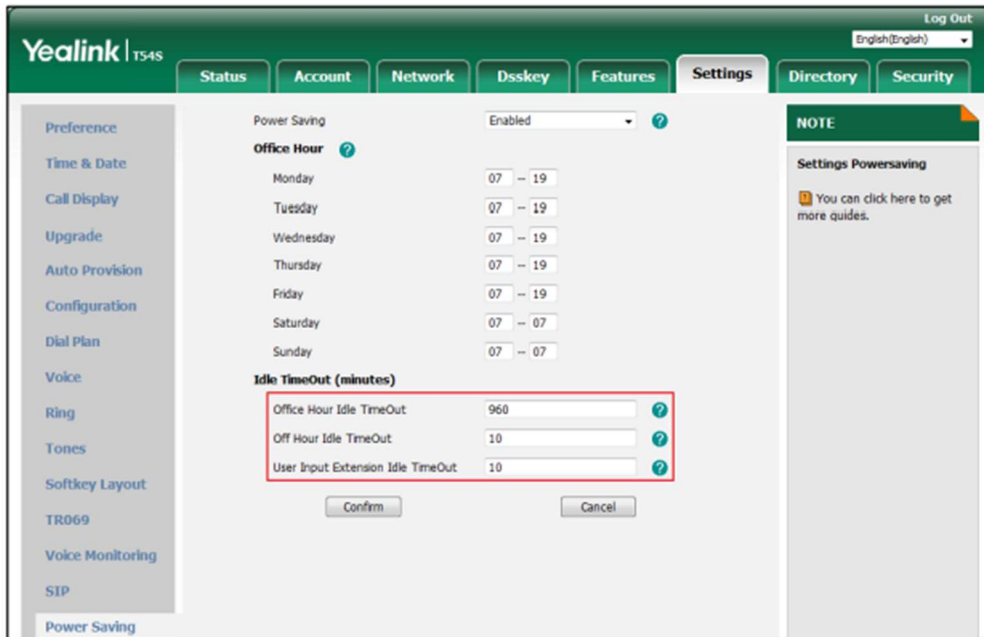 Log Out
Yealink | T54S
English(English)
Status Account Network Dsskey Features Settings Directory Security
Preference
Time & Date
Call Display
Upgrade
Auto Provision
Configuration
Dial Plan
Voice
Ring
Tones
Softkey Layout
TR069
Voice Monitoring
SIP
Power Saving
Power Saving Enabled ?
Office Hour ?
Monday 07 -- 19
Tuesday 07 -- 19
Wednesday 07 -- 19
Thursday 07 -- 19
Friday 07 -- 19
Saturday 07 -- 07
Sunday 07 -- 07
Idle TimeOut (minutes)
Office Hour Idle TimeOut 960 ?
Off Hour Idle TimeOut 10 ?
User Input Extension Idle TimeOut 10 ?
Confirm Cancel
NOTE
Settings Powersaving
You can click here to get
more guides.